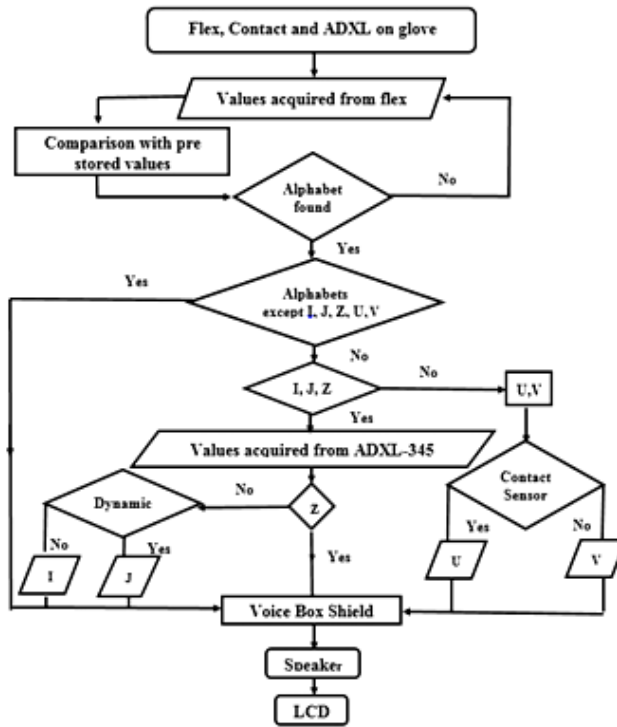 Flex, Contact and ADXL on glove
Values acquired from flex
Comparison with pre
stored values
Alphabet
found
No
Yes
Yes
Alphabets
except I, J, Z, U, V
No
I, J, Z
No
U,V
Yes
Values acquired from ADXL-345
Contact
Sensor
Dynamic
No
Z
Yes
No
No
Yes
Yes
I
J
U
V
Voice Box Shield
Speaker
LCD